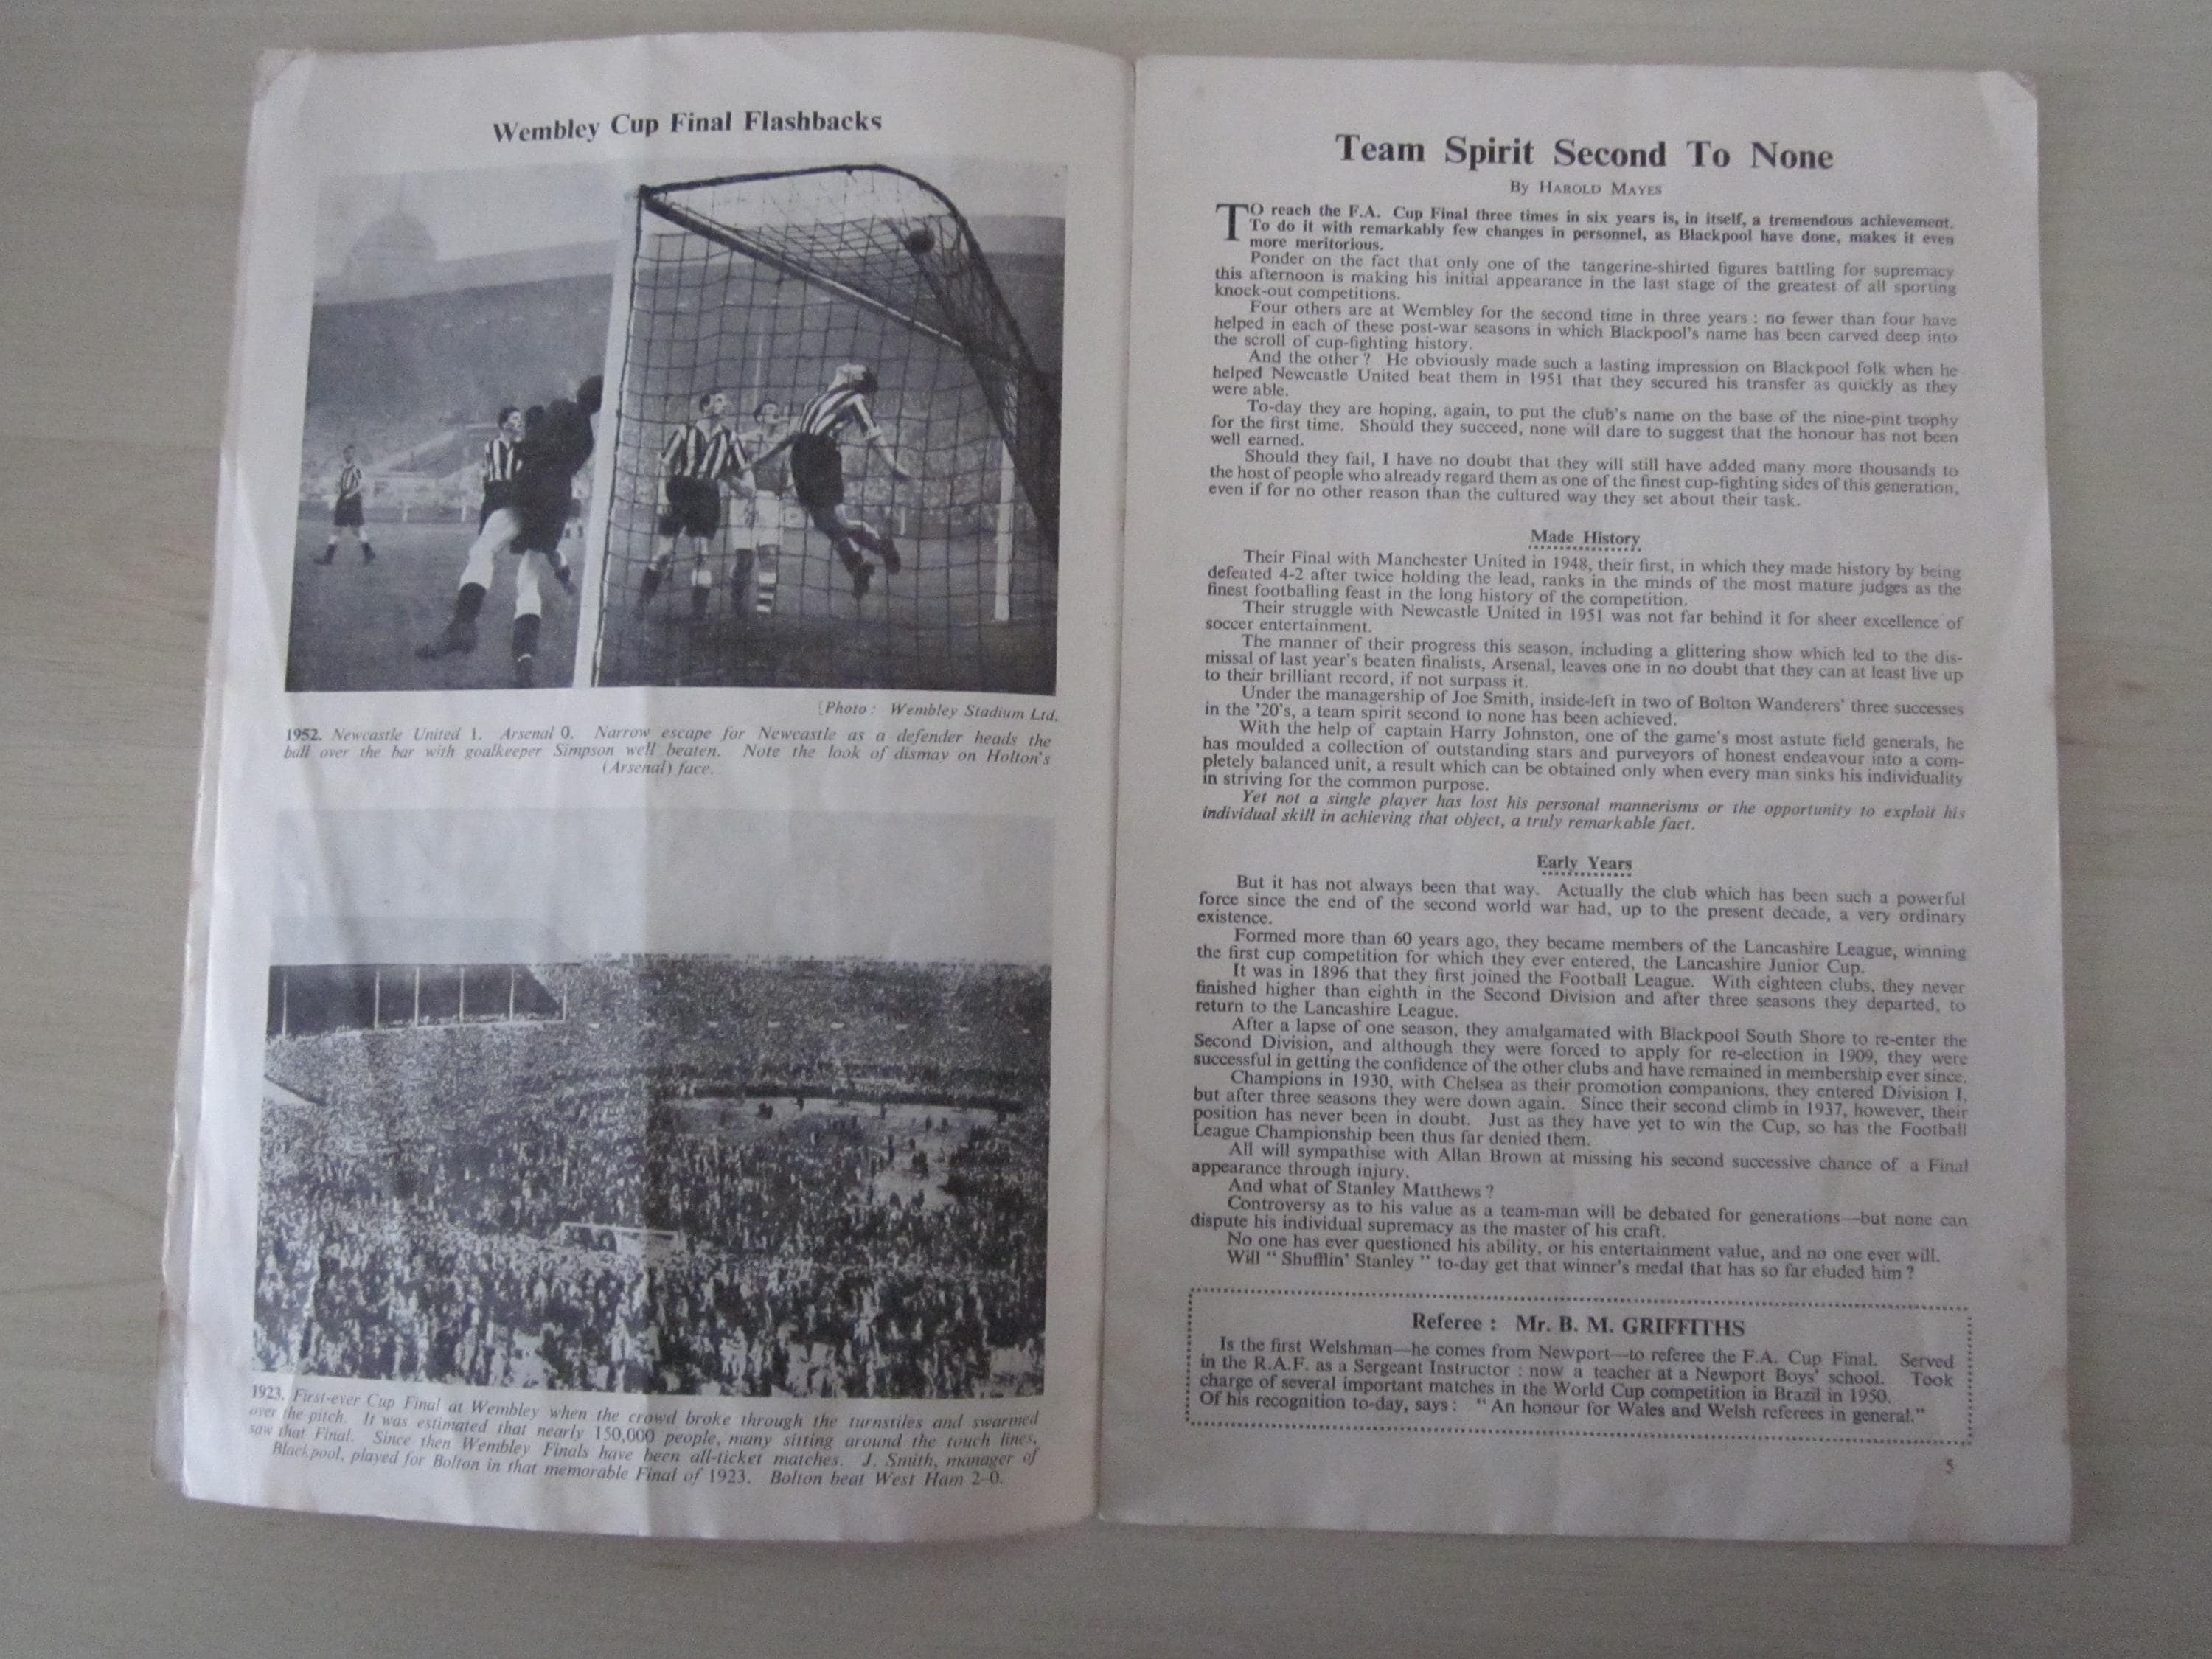 Wembley Cup Final Flashbacks
(Photo: Wembley Stadium Ltd.
1952. Newcastle United 1. Arsenal 0. Narrow escape for Newcastle as a defender heads the
ball over the bar with goalkeeper Simpson well beaten. Note the look of dismay on Holton's
(Arsenal) face.
1923. First-ever Cup Final at Wembley when the crowd broke through the turnstiles and swarmed
over the pitch. It was estimated that nearly 150,000 people, many sitting around the touch lines,
saw that Final. Since then Wembley Finals have been all-ticket matches. J. Smith, manager of
Blackpool, played for Bolton in that memorable Final of 1923. Bolton beat West Ham 2-0.
Team Spirit Second To None
By HAROLD MAYES
TO reach the F.A. Cup Final three times in six years is, in itself, a tremendous achievement.
To do it with remarkably few changes in personnel, as Blackpool have done, makes it even
more meritorious.
Ponder on the fact that only one of the tangerine-shirted figures battling for supremacy
this afternoon is making his initial appearance in the last stage of the greatest of all sporting
knock-out competitions.
Four others are at Wembley for the second time in three years : no fewer than four have
helped in each of these post-war seasons in which Blackpool's name has been carved deep into
the scroll of cup-fighting history.
And the other ? He obviously made such a lasting impression on Blackpool folk when he
helped Newcastle United beat them in 1951 that they secured his transfer as quickly as they
were able.
To-day they are hoping, again, to put the club's name on the base of the nine-pint trophy
for the first time. Should they succeed, none will dare to suggest that the honour has not been
well earned.
Should they fail, I have no doubt that they will still have added many more thousands to
the host of people who already regard them as one of the finest cup-fighting sides of this generation,
even if for no other reason than the cultured way they set about their task.
Made History
Their Final with Manchester United in 1948, their first, in which they made history by being
defeated 4-2 after twice holding the lead, ranks in the minds of the most mature judges as the
finest footballing feast in the long history of the competition.
Their struggle with Newcastle United in 1951 was not far behind it for sheer excellence of
soccer entertainment.
The manner of their progress this season, including a glittering show which led to the dis-
missal of last year's beaten finalists, Arsenal, leaves one in no doubt that they can at least live up
to their brilliant record, if not surpass it.
Under the managership of Joe Smith, inside-left in two of Bolton Wanderers' three successes
in the '20's, a team spirit second to none has been achieved.
With the help of captain Harry Johnston, one of the game's most astute field generals, he
has moulded a collection of outstanding stars and purveyors of honest endeavour into a com-
pletely balanced unit, a result which can be obtained only when every man sinks his individuality
in striving for the common purpose.
Yet not a single player has lost his personal mannerisms or the opportunity to exploit his
individual skill in achieving that object, a truly remarkable fact.
Early Years
But it has not always been that way. Actually the club which has been such a powerful
force since the end of the second world war had, up to the present decade, a very ordinary
existence.
Formed more than 60 years ago, they became members of the Lancashire League, winning
the first cup competition for which they ever entered, the Lancashire Junior Cup.
It was in 1896 that they first joined the Football League. With eighteen clubs, they never
finished higher than eighth in the Second Division and after three seasons they departed, to
return to the Lancashire League.
After a lapse of one season, they amalgamated with Blackpool South Shore to re-enter the
Second Division, and although they were forced to apply for re-election in 1909, they were
successful in getting the confidence of the other clubs and have remained in membership ever since.
Champions in 1930, with Chelsea as their promotion companions, they entered Division I,
but after three seasons they were down again. Since their second climb in 1937, however, their
position has never been in doubt. Just as they have yet to win the Cup, so has the Football
League Championship been thus far denied them.
All will sympathise with Allan Brown at missing his second successive chance of a Final
appearance through injury.
And what of Stanley Matthews ?
Controversy as to his value as a team-man will be debated for generations—but none can
dispute his individual supremacy as the master of his craft.
No one has ever questioned his ability, or his entertainment value, and no one ever will.
Will " Shufflin' Stanley " to-day get that winner's medal that has so far eluded him ?
Referee : Mr. B. M. GRIFFITHS
Is the first Welshman—he comes from Newport—to referee the F.A. Cup Final. Served
in the R.A.F. as a Sergeant Instructor : now a teacher at a Newport Boys' school. Took
charge of several important matches in the World Cup competition in Brazil in 1950.
Of his recognition to-day, says : " An honour for Wales and Welsh referees in general."
5